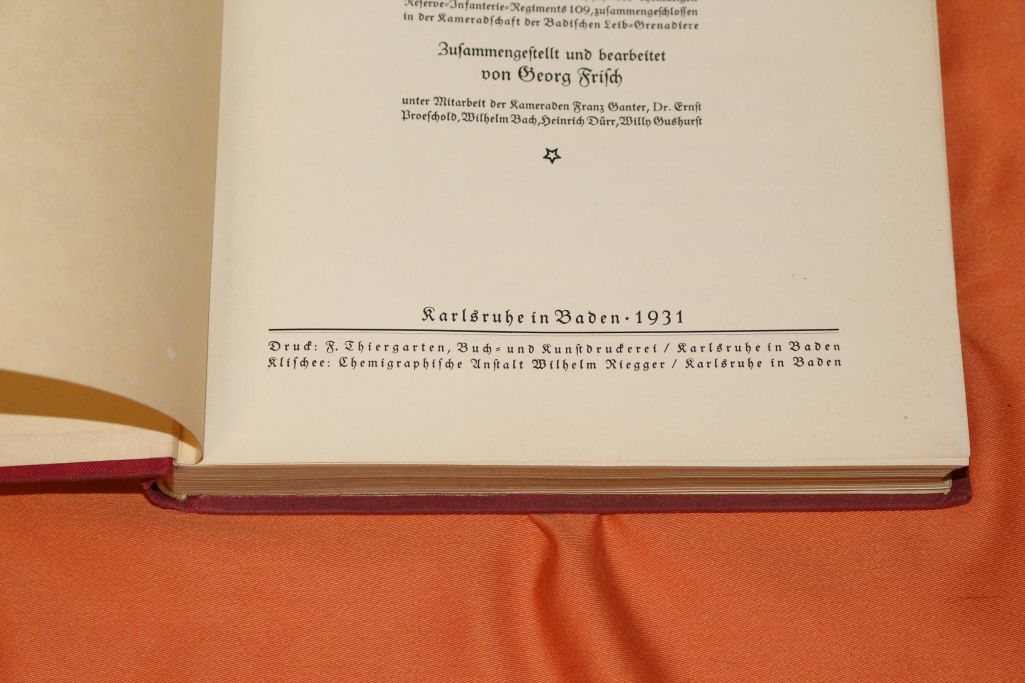 Reserve-Infanterie-Regiments 109, zusammengeschlossen
in der Kameradschaft der Badischen Leib-Grenadiere
Zusammengestellt und bearbeitet
von Georg Frisch
unter Mitarbeit der Kameraden Franz Ganter, Dr. Ernst
Proeschold, Wilhelm Bach, Heinrich Dürr, Willy Gushurst
Karlsruhe in Baden · 1931
Druck: F. Thiergarten, Buch- und Kunstdruckerei / Karlsruhe in Baden
Klischee: Chemigraphische Anstalt Wilhelm Riegger / Karlsruhe in Baden